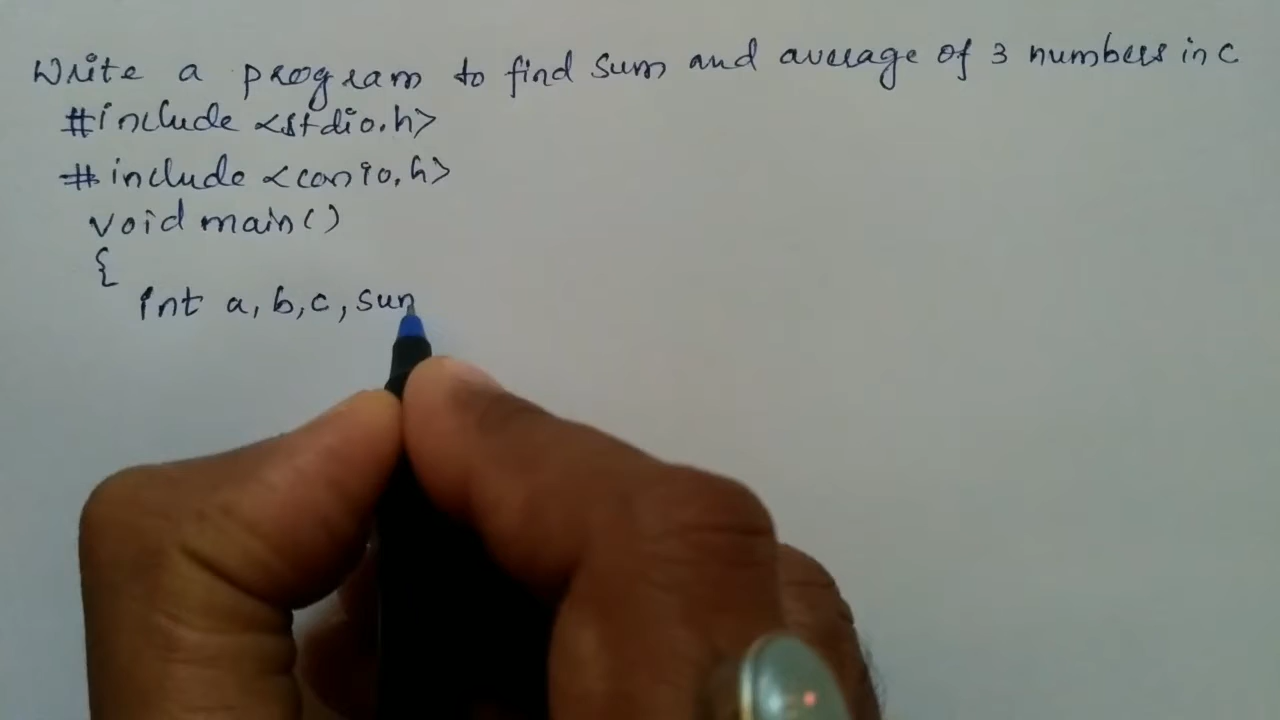 Write a program to find sum and average of 3 numbers in c
#include <stdio.h>
#include <conio.h>
void main()
{
int a, b, c, sum